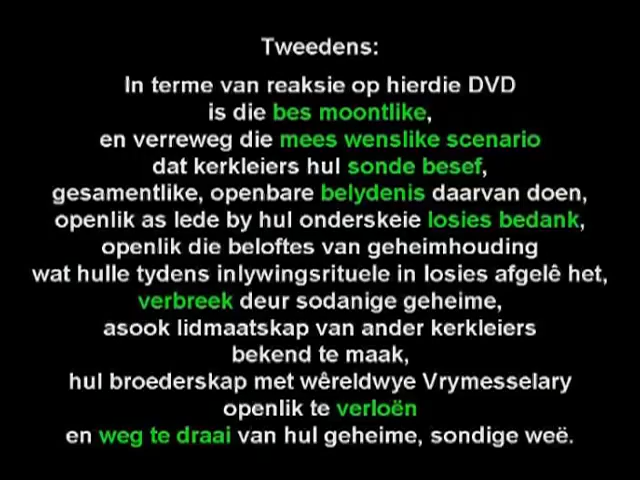 Tweedens:
In terme van reaksie op hierdie DVD
is die bes moontlike,
en verreweg die mees wenslike scenario
dat kerkleiers hul sonde besef,
gesamentlike, openbare belydenis daarvan doen,
openlik as lede by hul onderskeie losies bedank,
openlik die beloftes van geheimhouding
wat hulle tydens inlywingsrituele in losies afgelê het,
verbreek deur sodanige geheime,
asook lidmaatskap van ander kerkleiers
bekend te maak,
hul broederskap met wêreldwye Vrymesselary
openlik te verloën
en weg te draai van hul geheime, sondige weë.